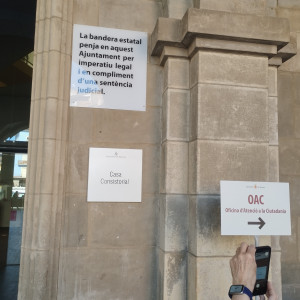 La bandera estatal
penja en aquest
Ajuntament per
imperatiu legal
i en compliment
d'una sentència
judicial.
Casa
Consistorial
OAC
Oficina d'Atenció a la Ciutadania